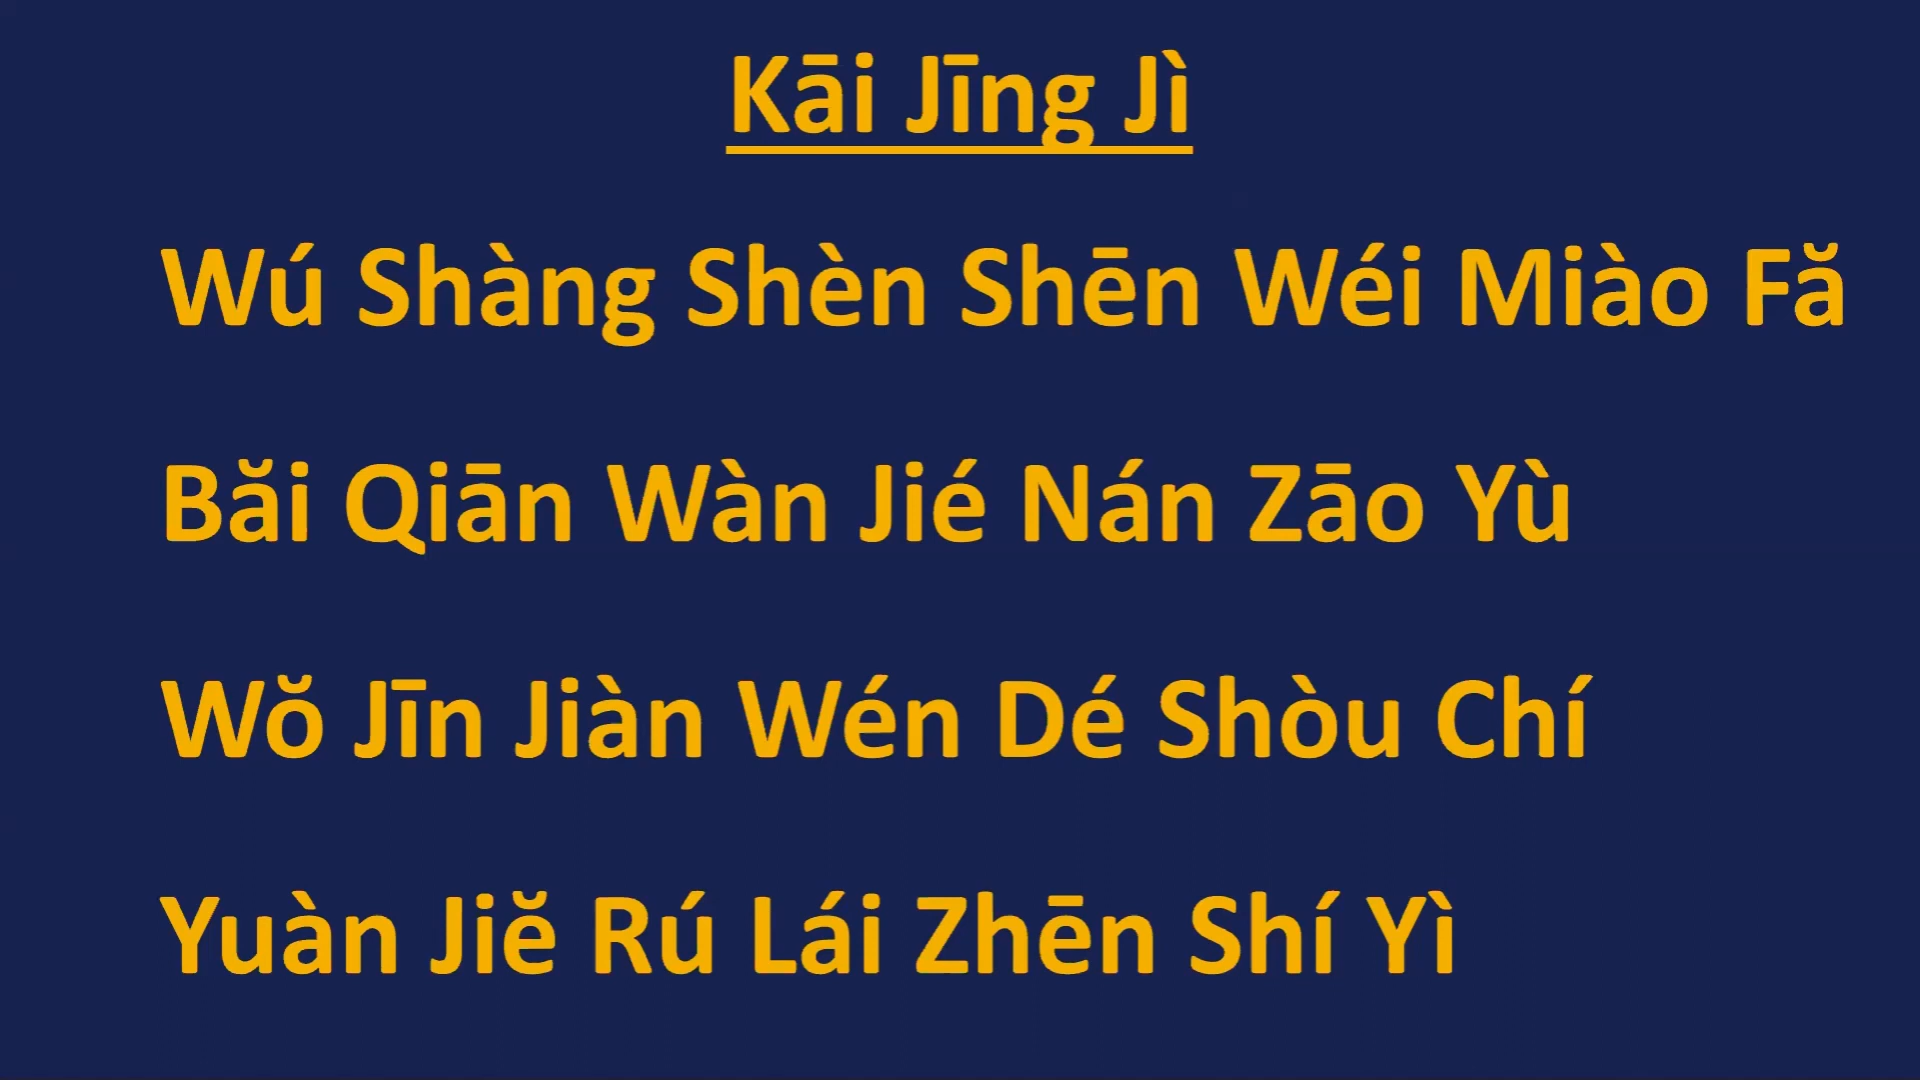 Kāi Jīng Jì
Wú Shàng Shèn Shēn Wéi Miào Fă
Băi Qiān Wàn Jié Nán Zāo Yù
Wŏ Jīn Jiàn Wén Dé Shòu Chí
Yuàn Jiĕ Rú Lái Zhēn Shí Yì